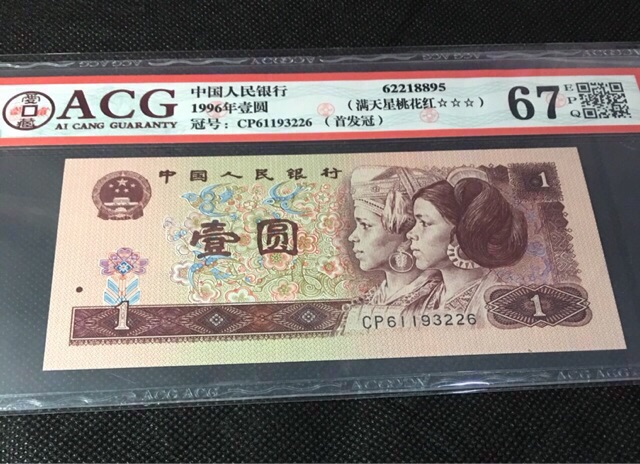 爱藏
ACG
AI CANG GUARANTY
中国人民银行
1996年壹圆
冠号：CP61193226（首发冠）
62218895
（满天星桃花红☆☆☆）
67
EPQ
中国人民银行
1
壹圆
1
1
CP61193226